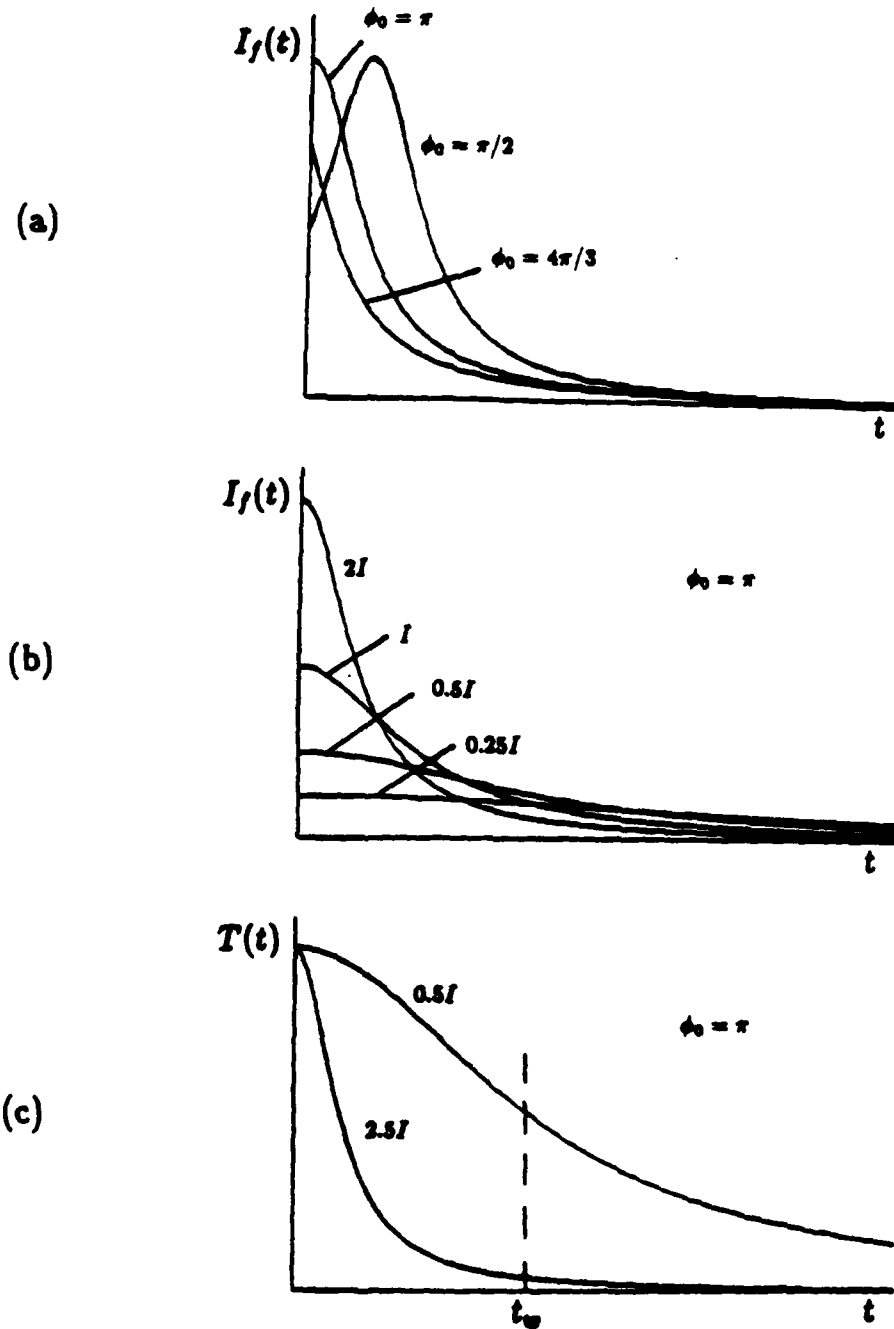 (a)
I_f(t)
ϕ₀ = π
ϕ₀ = π/2
ϕ₀ = 4π/3
t
(b)
I_f(t)
2I
ϕ₀ = π
I
0.5I
0.25I
t
(c)
T(t)
0.5I
ϕ₀ = π
2.5I
t_w
t